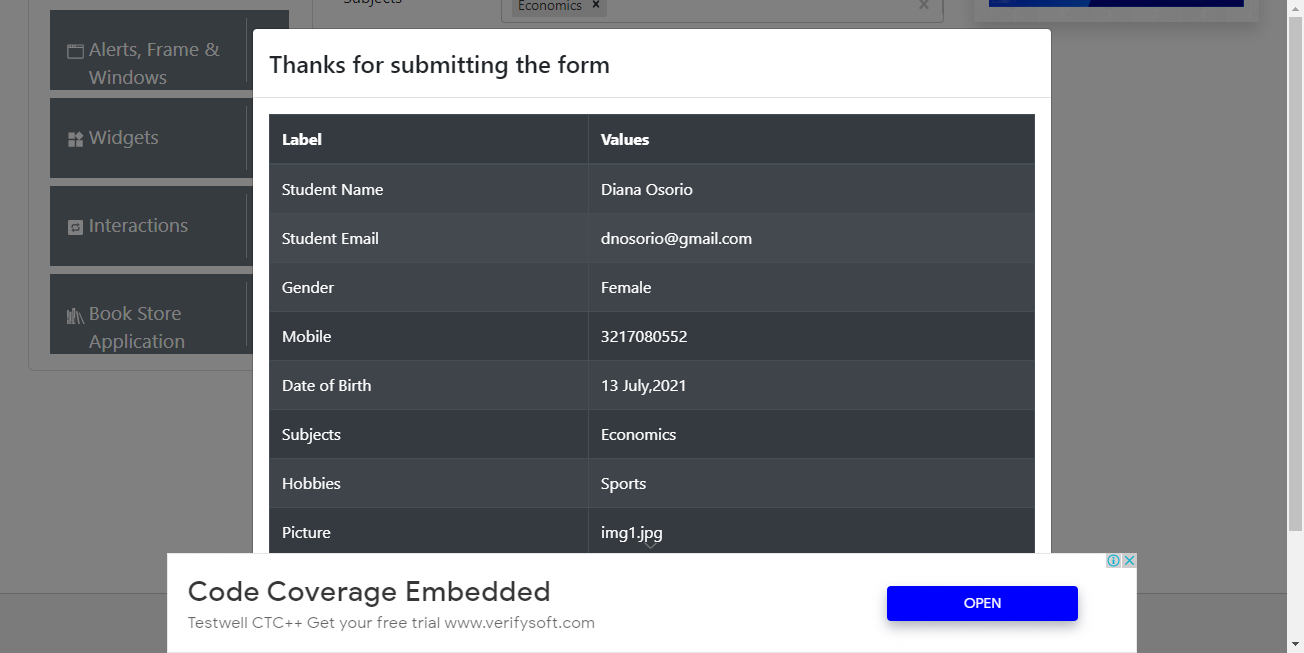 Subjects
Economics ×
Alerts, Frame &
Windows
Widgets
Interactions
Book Store
Application
Thanks for submitting the form
Label Values
Student Name Diana Osorio
Student Email dnosorio@gmail.com
Gender Female
Mobile 3217080552
Date of Birth 13 July,2021
Subjects Economics
Hobbies Sports
Picture img1.jpg
Code Coverage Embedded
Testwell CTC++ Get your free trial www.verifysoft.com
OPEN